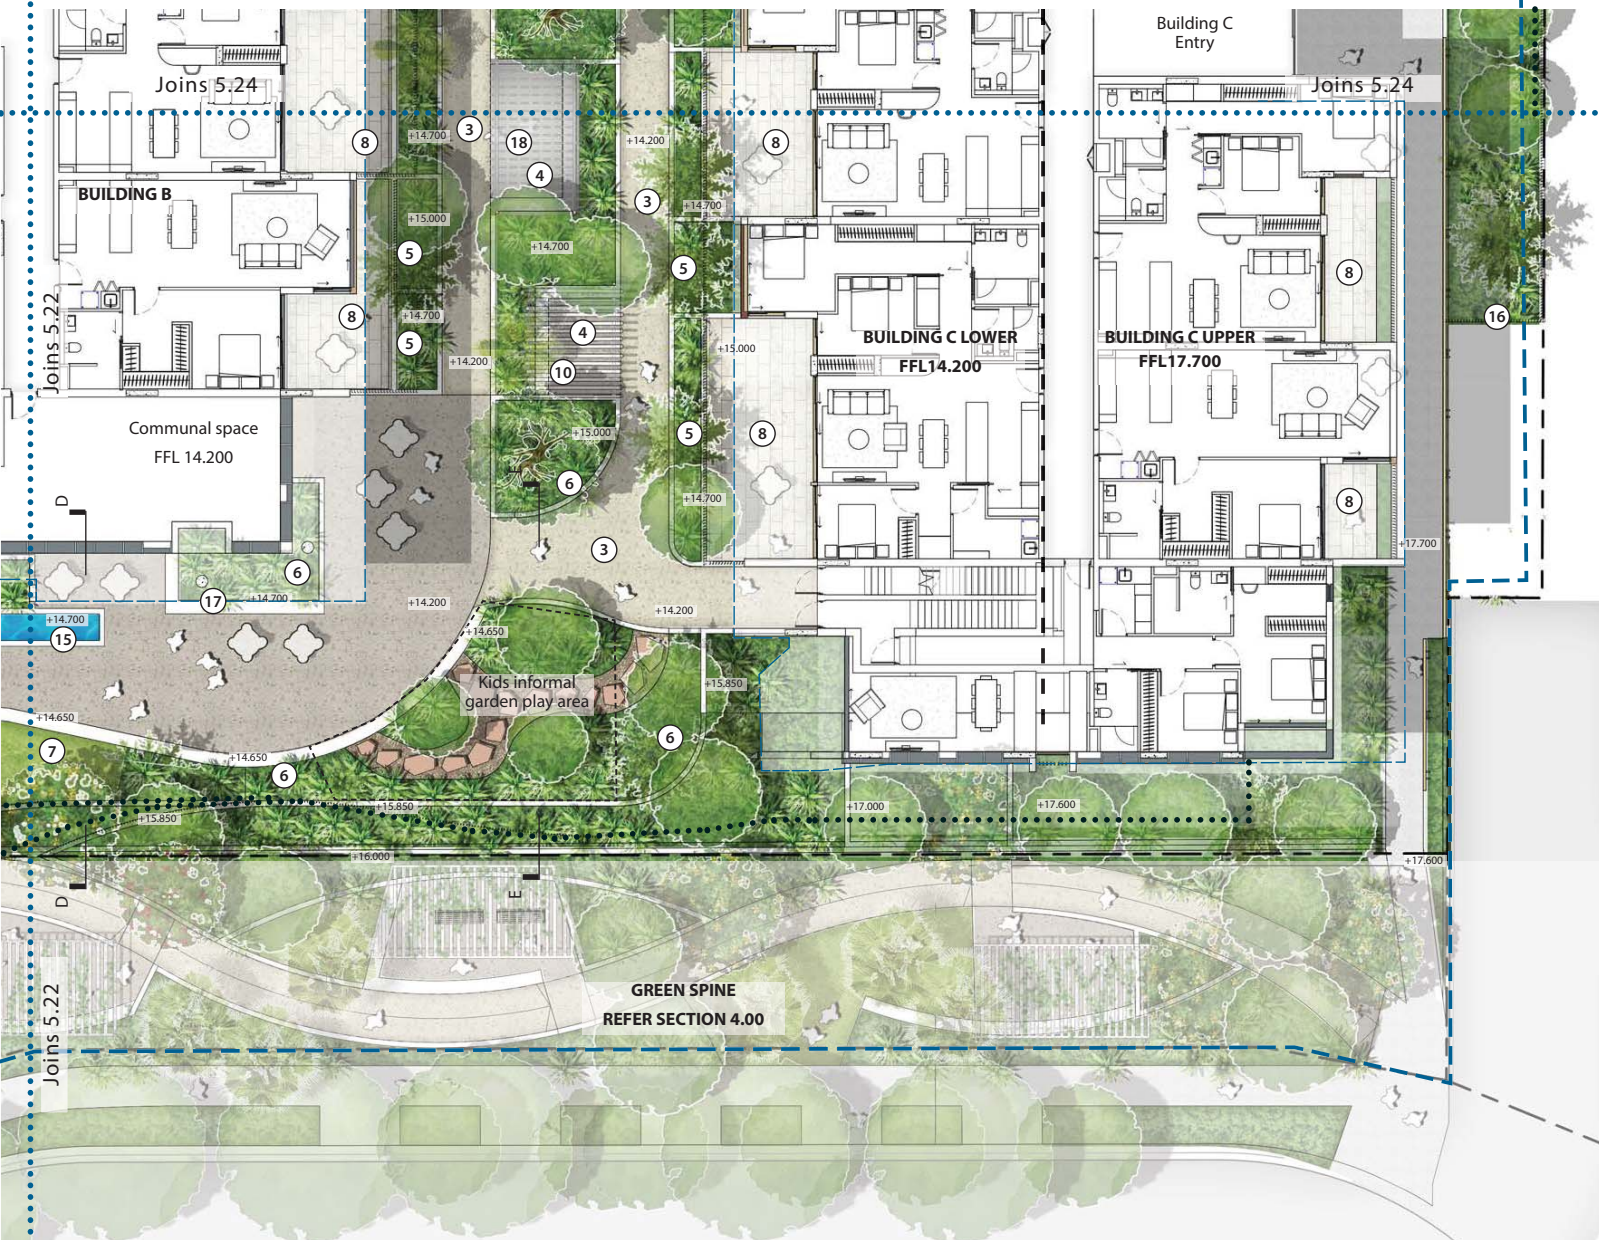 Building C
Entry
Joins 5.24
Joins 5.24
3
18
+14.700
+14.200
8
8
4
BUILDING B
3
+14.700
+15.000
+14.700
5
5
8
16
8
+14.700
4
5
BUILDING C LOWER
FFL14.200
BUILDING C UPPER
FFL17.700
+15.000
+14.200
10
Joins 5.22
Communal space
FFL 14.200
+15.000
5
8
6
E
+14.700
8
D
3
+17.700
6
17
+14.700
+14.200
+14.200
+14.700
15
+14.650
Kids informal
garden play area
+15.850
+14.650
7
6
+14.650
6
+15.850
+15.850
+17.000
+17.600
+16.000
+17.600
D
E
GREEN SPINE
REFER SECTION 4.00
Joins 5.22